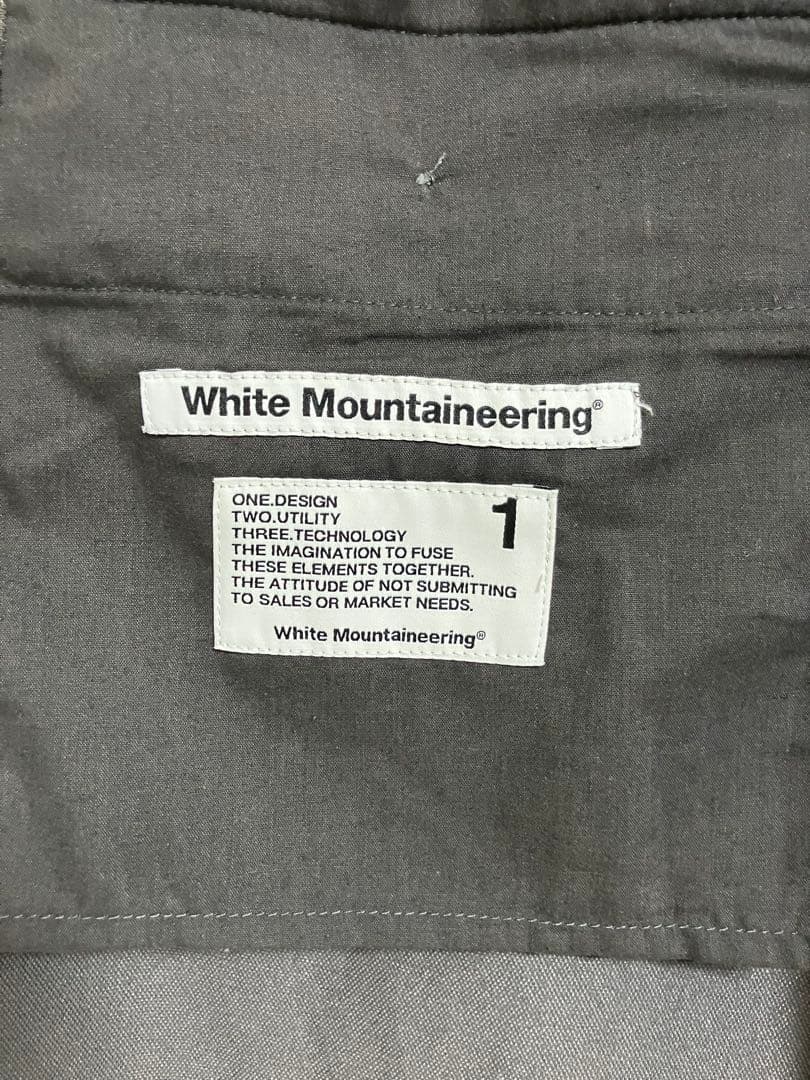 White Mountaineering®
1
ONE.DESIGN
TWO.UTILITY
THREE.TECHNOLOGY
THE IMAGINATION TO FUSE
THESE ELEMENTS TOGETHER.
THE ATTITUDE OF NOT SUBMITTING
TO SALES OR MARKET NEEDS.
White Mountaineering®